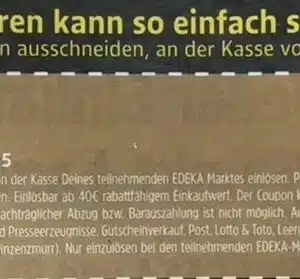 ren kann so einfach s
n ausschneiden, an der Kasse vo
5
n der Kasse Deines teilnehmenden EDEKA Marktes einlösen. P
en. Einlösbar ab 40€ rabattfähigem Einkaufwert. Der Coupon k
achträglicher Abzug bzw. Barauszahlung ist nicht möglich. Au
d Presseerzeugnisse, Gutscheinverkauf, Post, Lotto & Toto, Leer
inzenzmurr). Nur einzulösen bei den teilnehmenden EDEKA-M